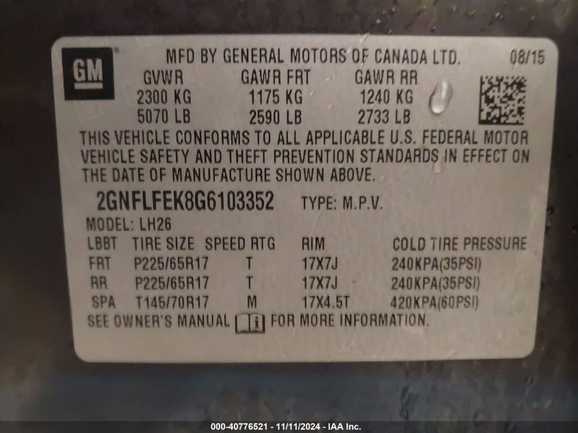 GM
MFD BY GENERAL MOTORS OF CANADA LTD. 08/15
GVWR GAWR FRT GAWR RR
2300 KG 1175 KG 1240 KG
5070 LB 2590 LB 2733 LB
THIS VEHICLE CONFORMS TO ALL APPLICABLE U.S. FEDERAL MOTOR
VEHICLE SAFETY AND THEFT PREVENTION STANDARDS IN EFFECT ON
THE DATE OF MANUFACTURE SHOWN ABOVE.
2GNFLFEK8G6103352 TYPE: M.P.V.
MODEL: LH26
LBBT TIRE SIZE SPEED RTG RIM COLD TIRE PRESSURE
FRT P225/65R17 T 17X7J 240KPA(35PSI)
RR P225/65R17 T 17X7J 240KPA(35PSI)
SPA T145/70R17 M 17X4.5T 420KPA(60PSI)
SEE OWNER'S MANUAL i FOR MORE INFORMATION.
000-40776521 - 11/11/2024 - IAA Inc.